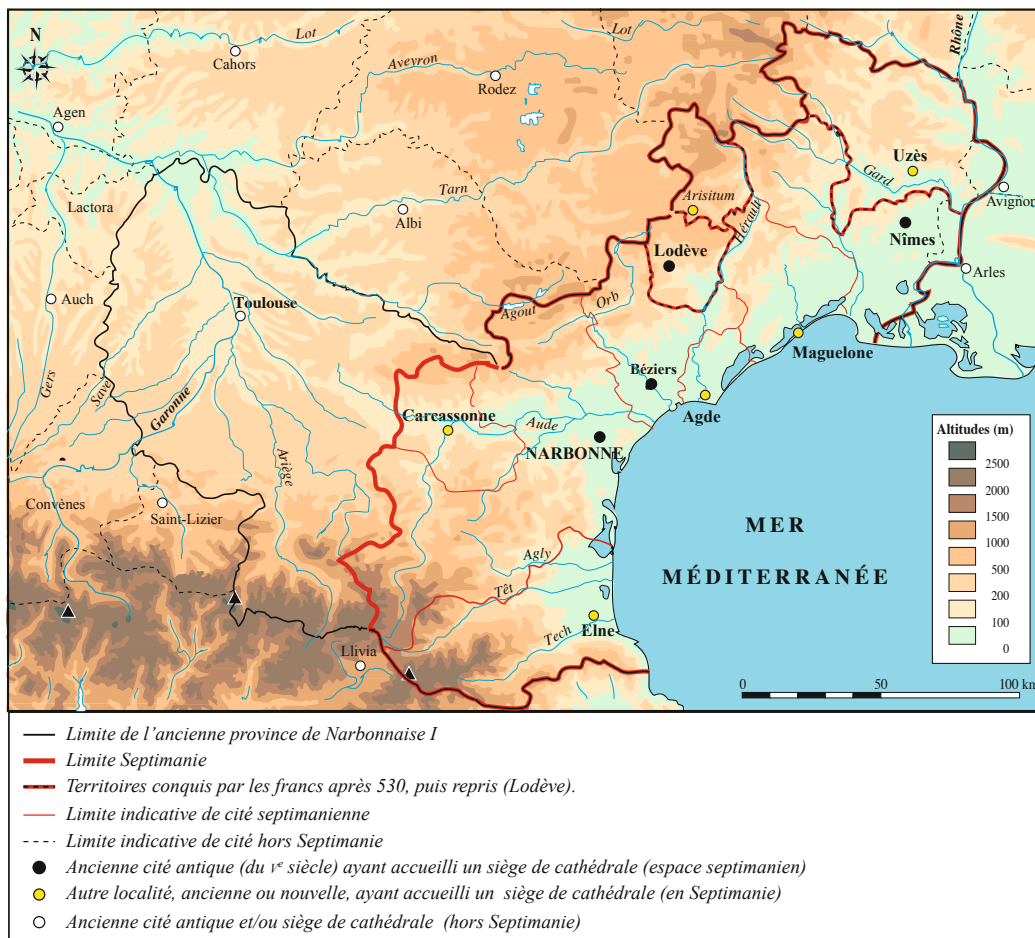 N
Lot
Lot
Rhône
Cahors
Aveyron
Rodez
Agen
Uzès
Gard
Tarn
Lactora
Arisitum
Avignon
Albi
Hérault
Nîmes
Lodève
Arles
Auch
Orb
Toulouse
Agout
Maguelone
Gers
Save
Béziers
Garonne
Agde
Carcassonne
Aude
Altitudes (m)
NARBONNE
Ariège
2500
2000
Convènes
Saint-Lizier
1500
MER
1000
Agly
500
MÉDITERRANÉE
Têt
200
100
Elne
Tech
0
Llivia
0 50 100 km
Limite de l’ancienne province de Narbonnaise I
Limite Septimanie
Territoires conquis par les francs après 530, puis repris (Lodève).
Limite indicative de cité septimanienne
Limite indicative de cité hors Septimanie
Ancienne cité antique (du Vᵉ siècle) ayant accueilli un siège de cathédrale (espace septimanien)
Autre localité, ancienne ou nouvelle, ayant accueilli un siège de cathédrale (en Septimanie)
Ancienne cité antique et/ou siège de cathédrale (hors Septimanie)